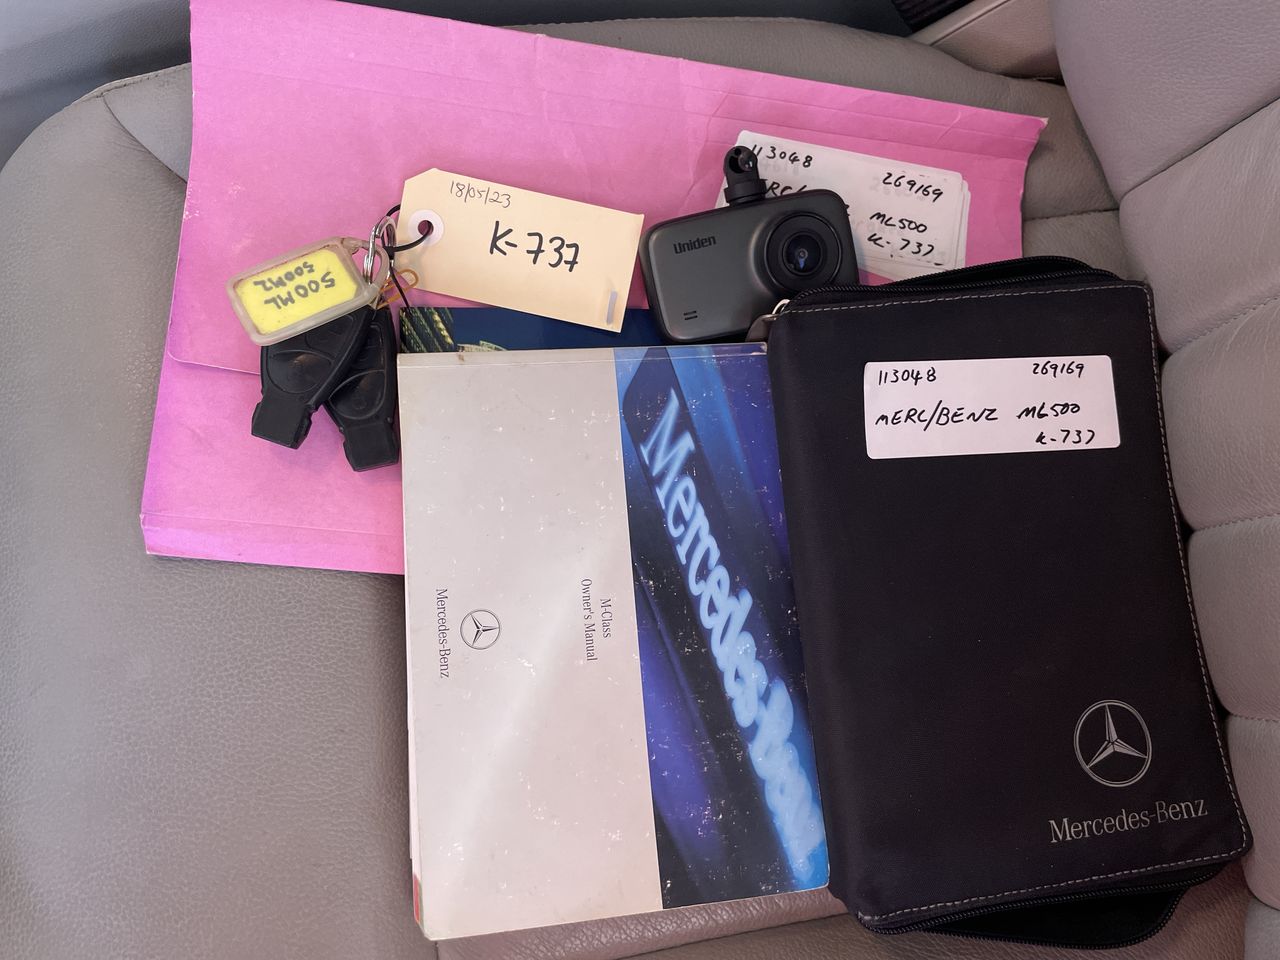 113048 269169
ML500
K-737
18/05/23
K-737
Uniden
500ML
113048 269169
MERC/BENZ ML500
K-737
Mercedes-Benz
M-Class
Owner's Manual
Mercedes-Benz
Mercedes-Benz